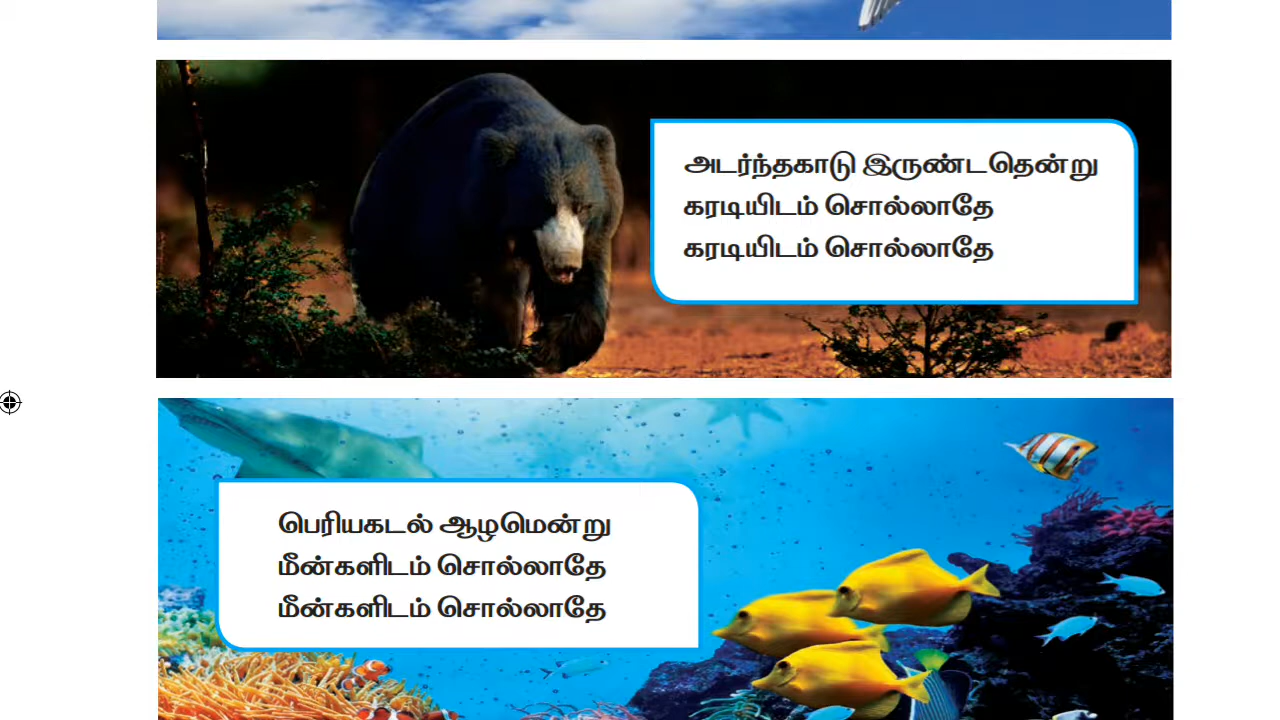 அடர்ந்தகாடு இருண்டதென்று
கரடியிடம் சொல்லாதே
கரடியிடம் சொல்லாதே
பெரியகடல் ஆழமென்று
மீன்களிடம் சொல்லாதே
மீன்களிடம் சொல்லாதே